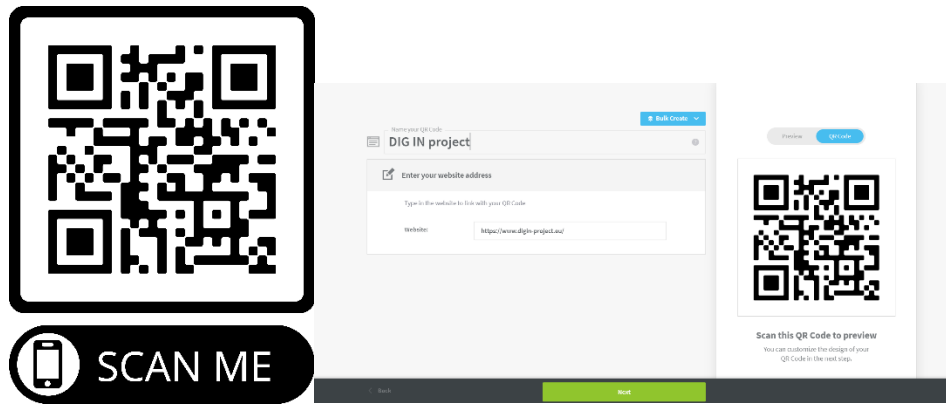 SCAN ME
Bulk Create
Name your QR Code
DIG IN project
Enter your website address
Type in the website to link with your QR Code
Website:
https://www.digin-project.eu/
Back
Next
Preview
QR Code
Scan this QR Code to preview
You can customize the design of your
QR Code in the next step.